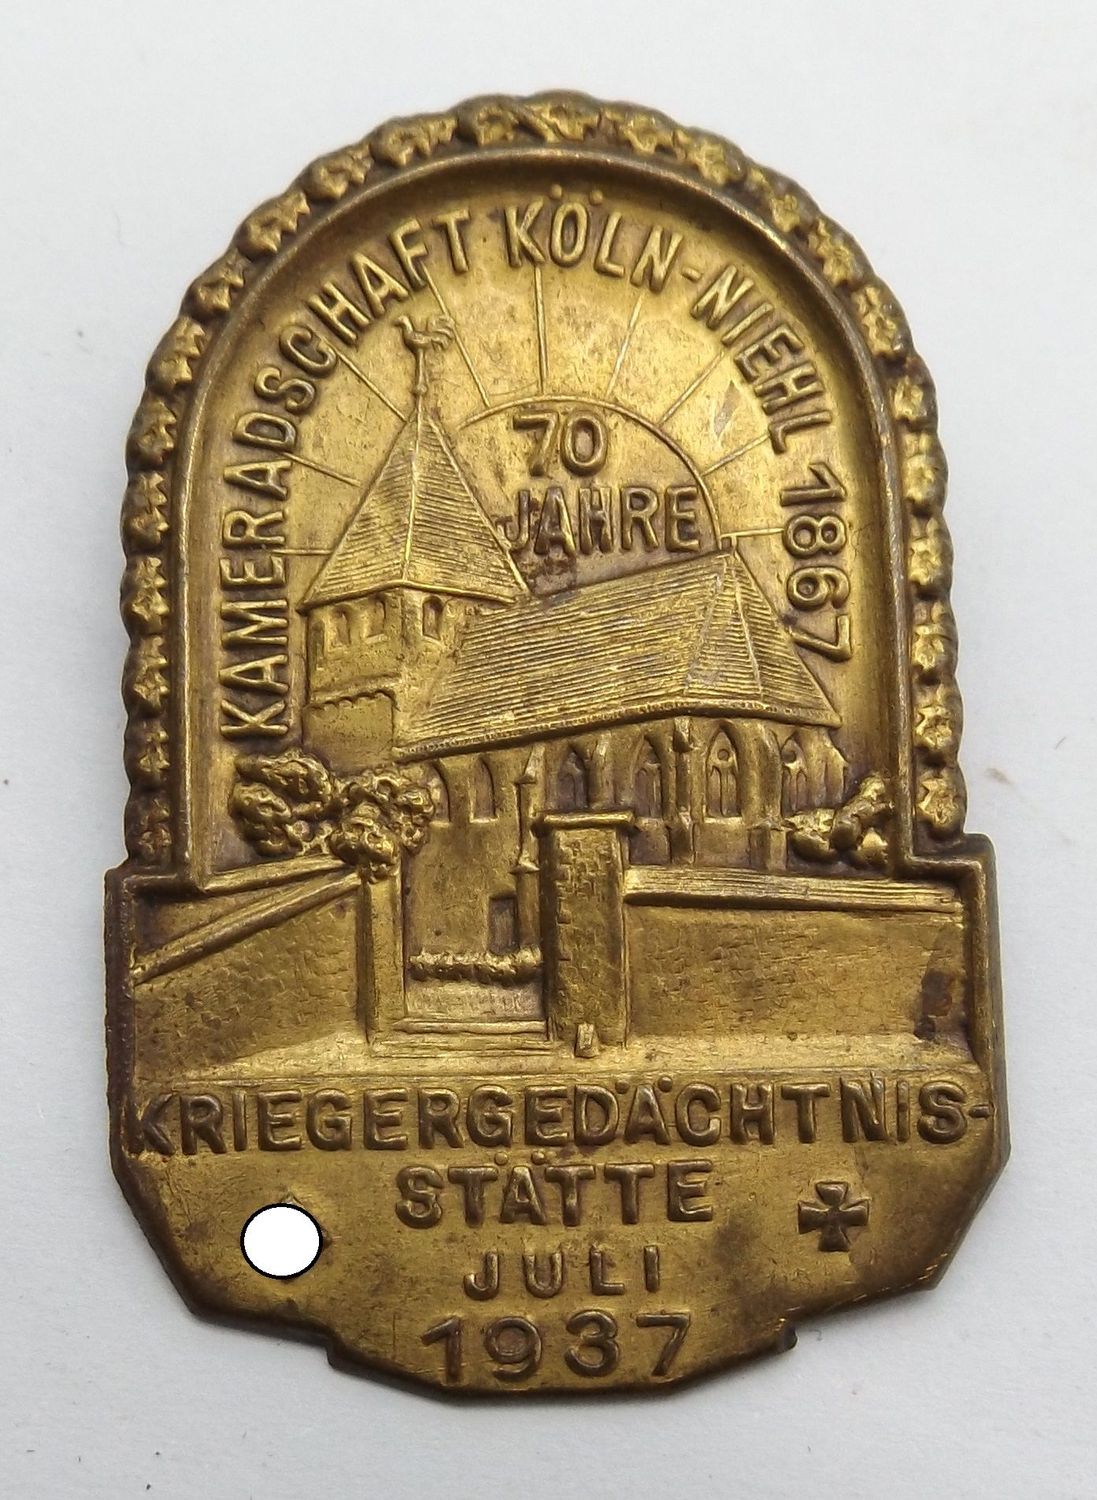 KAMERADSCHAFT KÖLN-NIEHL 1867
70
JAHRE
KRIEGERGEDÄCHTNIS-
STÄTTE
JULI
1937